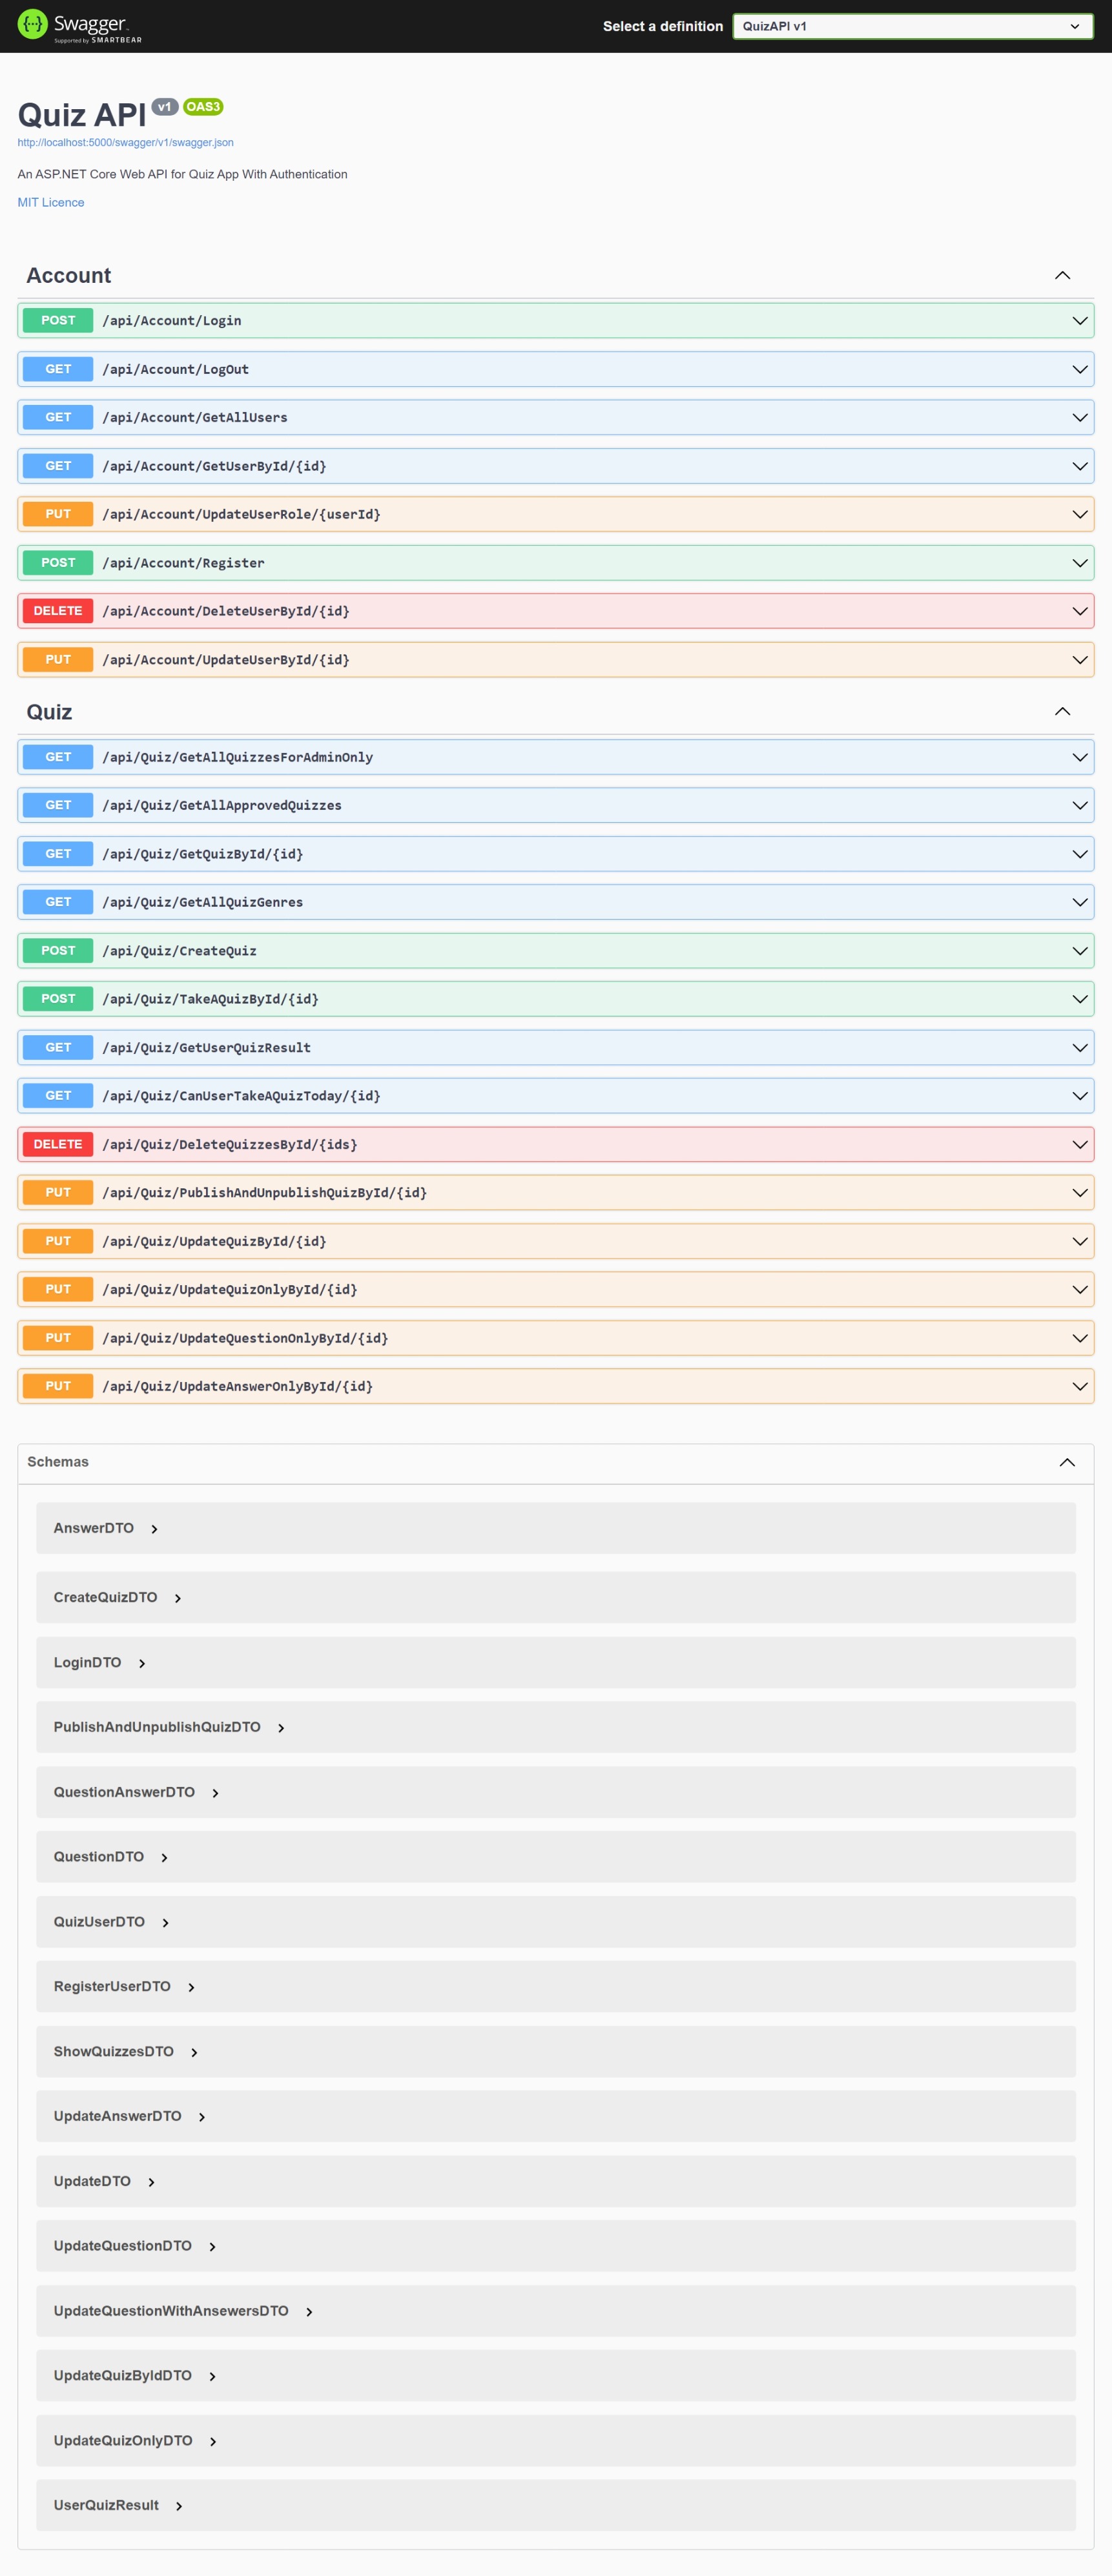 Swagger.
Supported by SMARTBEAR
Select a definition
QuizAPI v1
Quiz API v1 OAS3
http://localhost:5000/swagger/v1/swagger.json
An ASP.NET Core Web API for Quiz App With Authentication
MIT Licence
Account
POST /api/Account/Login
GET /api/Account/LogOut
GET /api/Account/GetAllUsers
GET /api/Account/GetUserById/{id}
PUT /api/Account/UpdateUserRole/{userId}
POST /api/Account/Register
DELETE /api/Account/DeleteUserById/{id}
PUT /api/Account/UpdateUserById/{id}
Quiz
GET /api/Quiz/GetAllQuizzesForAdminOnly
GET /api/Quiz/GetAllApprovedQuizzes
GET /api/Quiz/GetQuizById/{id}
GET /api/Quiz/GetAllQuizGenres
POST /api/Quiz/CreateQuiz
POST /api/Quiz/TakeAQuizById/{id}
GET /api/Quiz/GetUserQuizResult
GET /api/Quiz/CanUserTakeAQuizToday/{id}
DELETE /api/Quiz/DeleteQuizzesById/{ids}
PUT /api/Quiz/PublishAndUnpublishQuizById/{id}
PUT /api/Quiz/UpdateQuizById/{id}
PUT /api/Quiz/UpdateQuizOnlyById/{id}
PUT /api/Quiz/UpdateQuestionOnlyById/{id}
PUT /api/Quiz/UpdateAnswerOnlyById/{id}
Schemas
AnswerDTO
CreateQuizDTO
LoginDTO
PublishAndUnpublishQuizDTO
QuestionAnswerDTO
QuestionDTO
QuizUserDTO
RegisterUserDTO
ShowQuizzesDTO
UpdateAnswerDTO
UpdateDTO
UpdateQuestionDTO
UpdateQuestionWithAnsewersDTO
UpdateQuizByIdDTO
UpdateQuizOnlyDTO
UserQuizResult